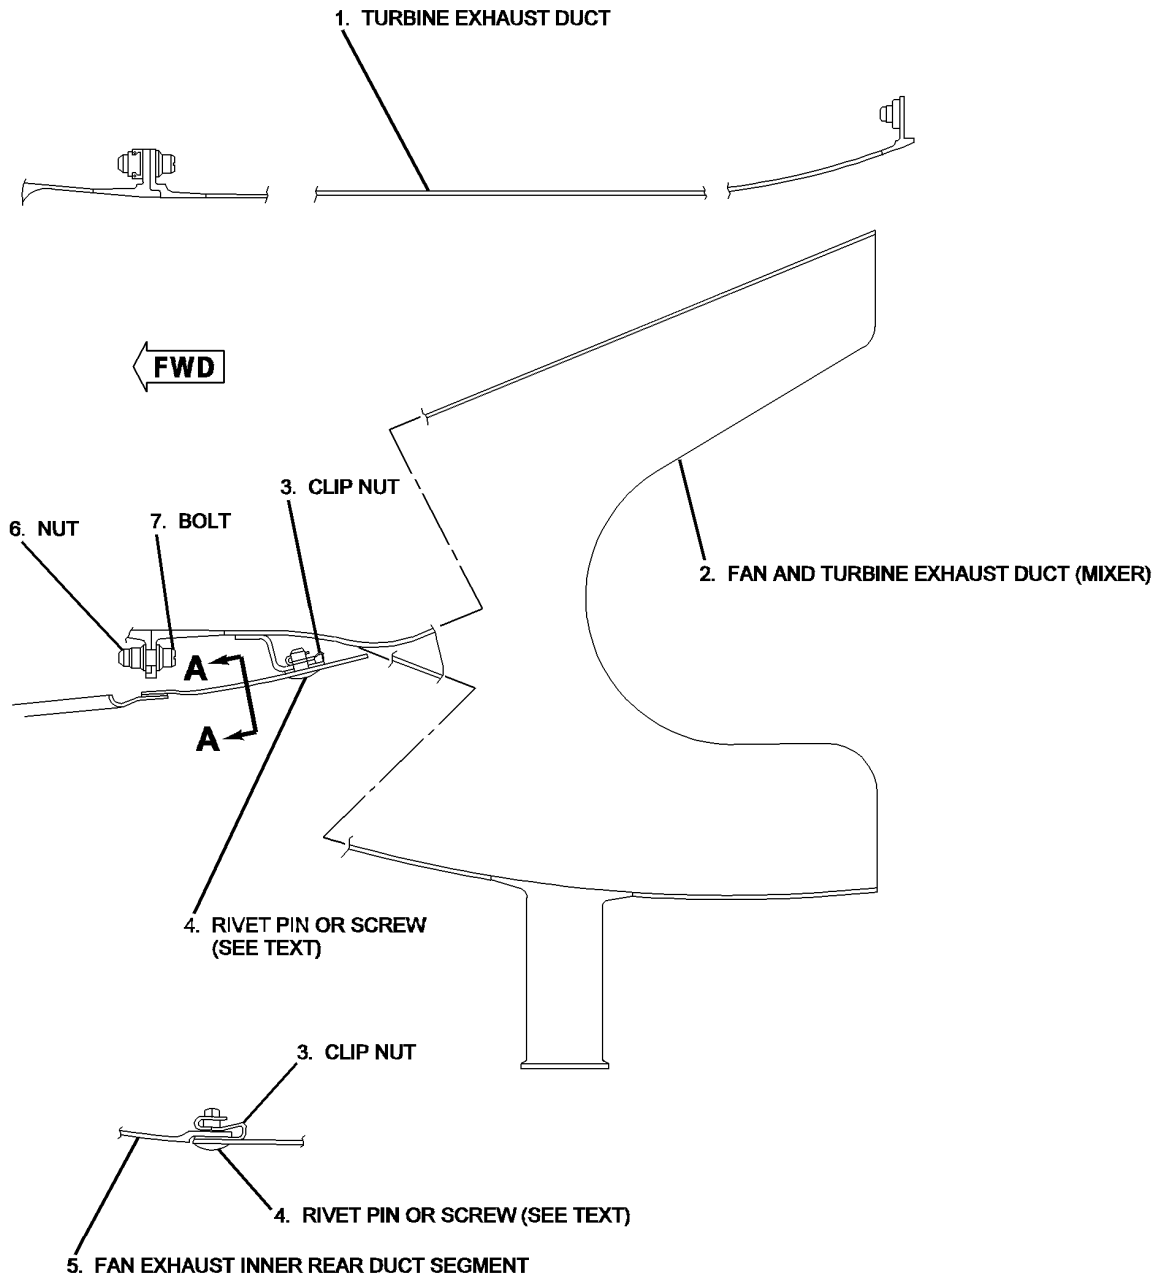 1. TURBINE EXHAUST DUCT
FWD
3. CLIP NUT
6. NUT
7. BOLT
2. FAN AND TURBINE EXHAUST DUCT (MIXER)
A
A
4. RIVET PIN OR SCREW
(SEE TEXT)
3. CLIP NUT
4. RIVET PIN OR SCREW (SEE TEXT)
5. FAN EXHAUST INNER REAR DUCT SEGMENT